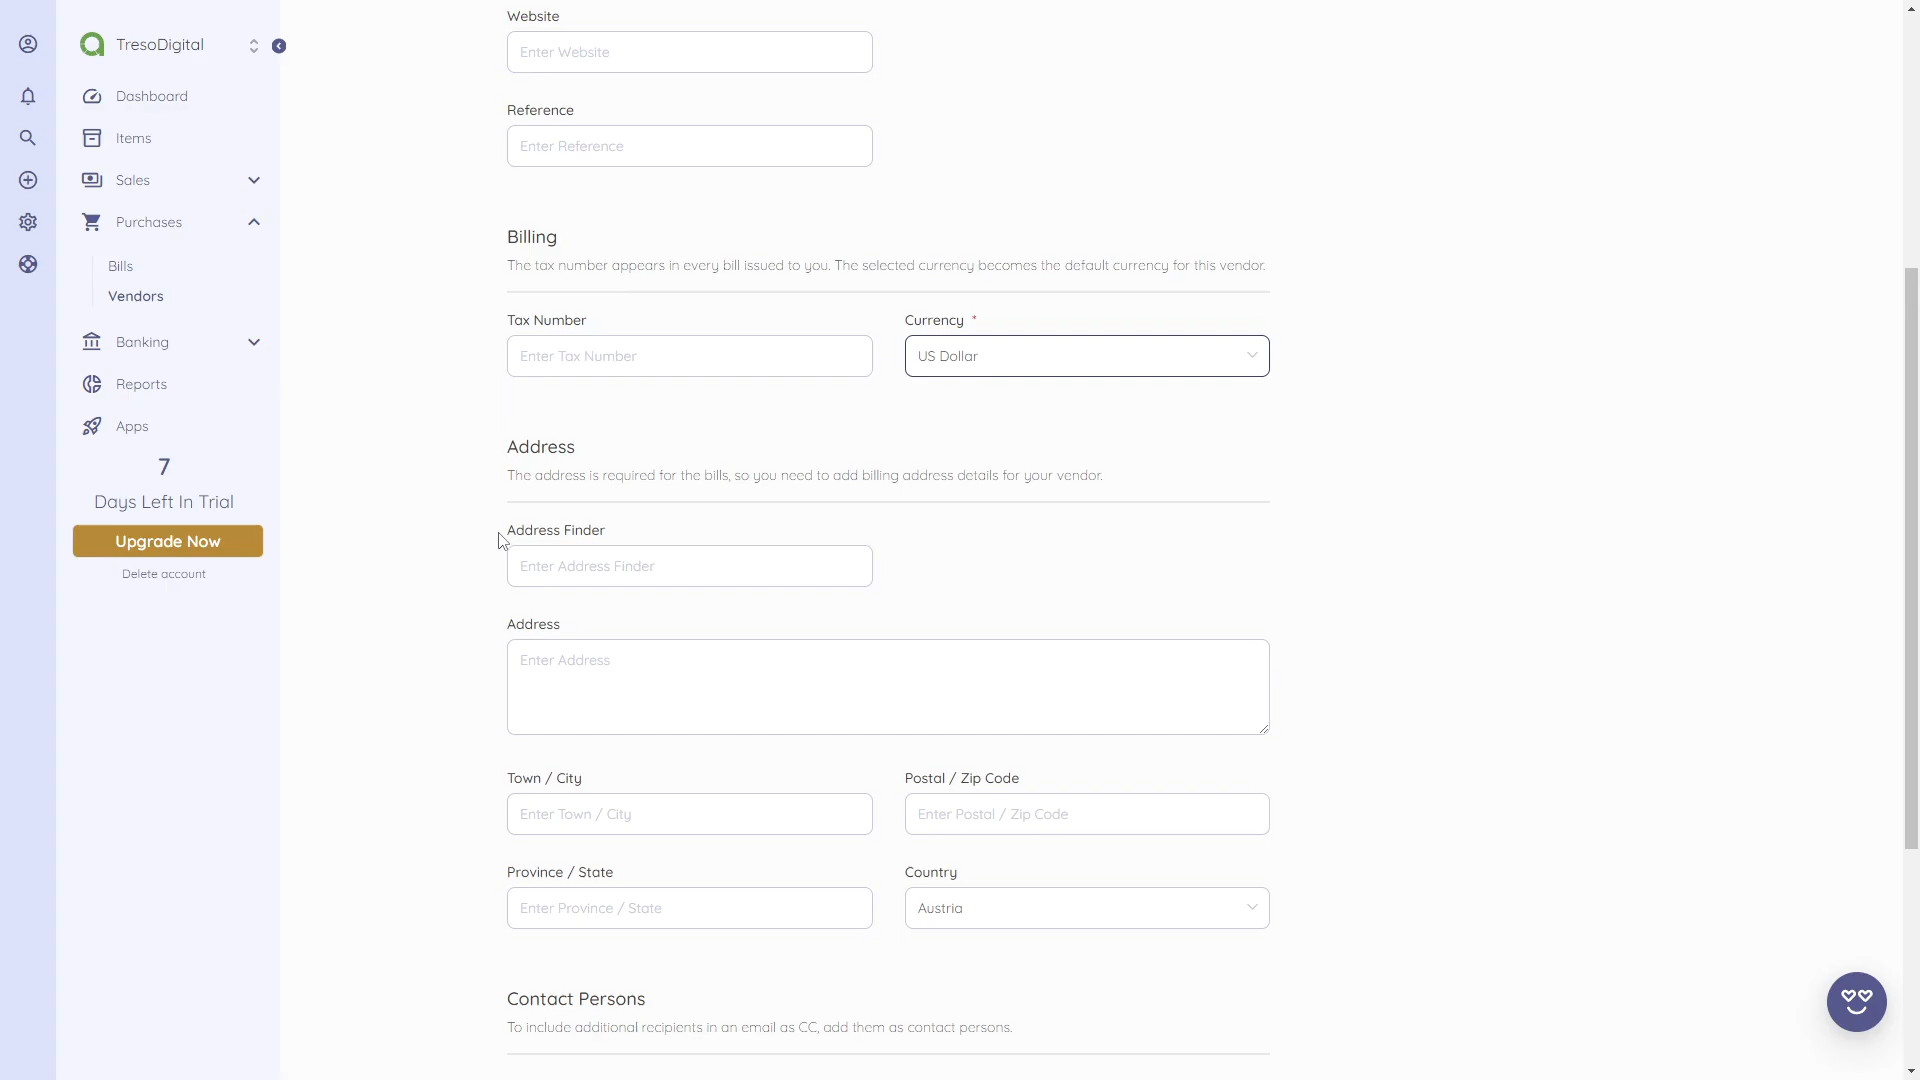 TresoDigital
Dashboard
Items
Sales
Purchases
Bills
Vendors
Banking
Reports
Apps
7
Days Left In Trial
Upgrade Now
Delete account
Website
Enter Website
Reference
Enter Reference
Billing
The tax number appears in every bill issued to you. The selected currency becomes the default currency for this vendor.
Tax Number
Currency *
Enter Tax Number
US Dollar
Address
The address is required for the bills, so you need to add billing address details for your vendor.
Address Finder
Enter Address Finder
Address
Enter Address
Town / City
Postal / Zip Code
Enter Town / City
Enter Postal / Zip Code
Province / State
Country
Enter Province / State
Austria
Contact Persons
To include additional recipients in an email as CC, add them as contact persons.